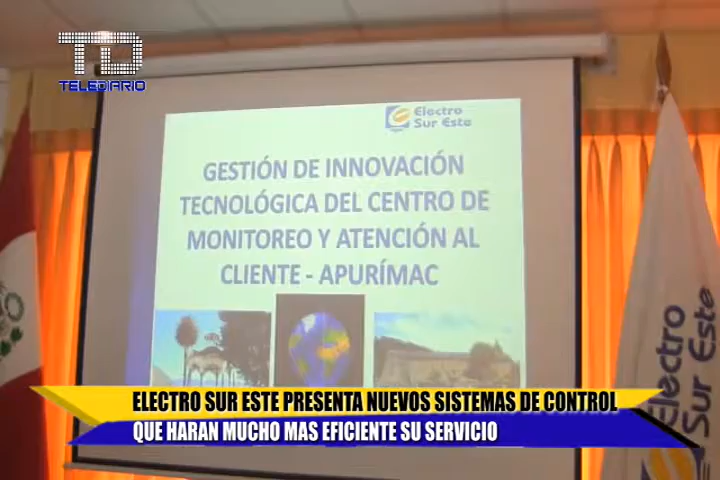 TD
TELEDIARIO
Electro
Sur Este
GESTIÓN DE INNOVACIÓN
TECNOLÓGICA DEL CENTRO DE
MONITOREO Y ATENCIÓN AL
CLIENTE - APURÍMAC
Electro
Sur Este
ELECTRO SUR ESTE PRESENTA NUEVOS SISTEMAS DE CONTROL
QUE HARAN MUCHO MAS EFICIENTE SU SERVICIO